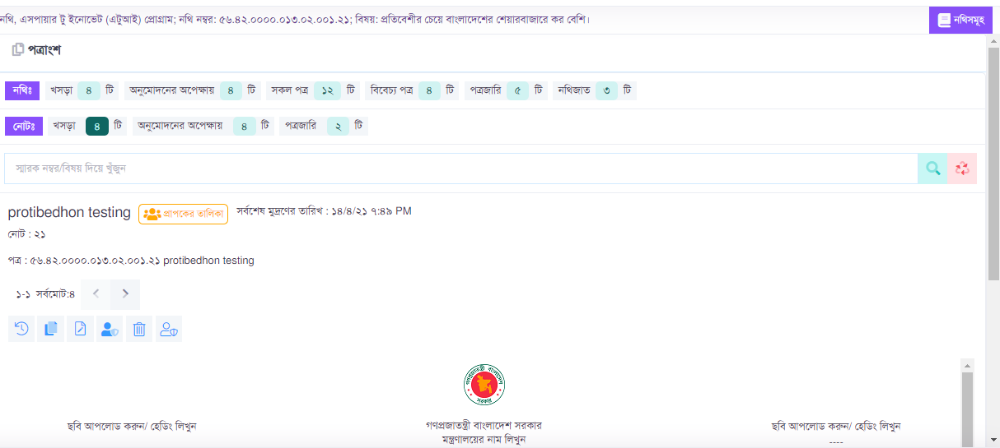 নথি, এসপায়ার টু ইনোভেট (এটুআই) প্রোগ্রাম; নথি নম্বর: ৫৬.৪২.০০০০.০১৩.০২.০০১.২১; বিষয়: প্রতিবেশীর চেয়ে বাংলাদেশের শেয়ারবাজারে কর বেশি।
নথিসমূহ
পত্রাংশ
নথিঃ খসড়া ৪ টি অনুমোদনের অপেক্ষায় ৪ টি সকল পত্র ১২ টি বিবেচ্য পত্র ৪ টি পত্রজারি ৫ টি নথিজাত ৩ টি
নোটঃ খসড়া ৪ টি অনুমোদনের অপেক্ষায় ৪ টি পত্রজারি ২ টি
স্মারক নম্বর/বিষয় দিয়ে খুঁজুন
protibedhon testing প্রাপকের তালিকা সর্বশেষ মুদ্রণের তারিখ : ১৪/৪/২১ ৭:৪৯ PM
নোট : ২১
পত্র : ৫৬.৪২.০০০০.০১৩.০২.০০১.২১ protibedhon testing
১-১ সর্বমোট:৪
গণপ্রজাতন্ত্রী বাংলাদেশ
সরকার
ছবি আপলোড করুন/ হেডিং লিখুন গণপ্রজাতন্ত্রী বাংলাদেশ সরকার ছবি আপলোড করুন/ হেডিং লিখুন
মন্ত্রণালয়ের নাম লিখুন ----